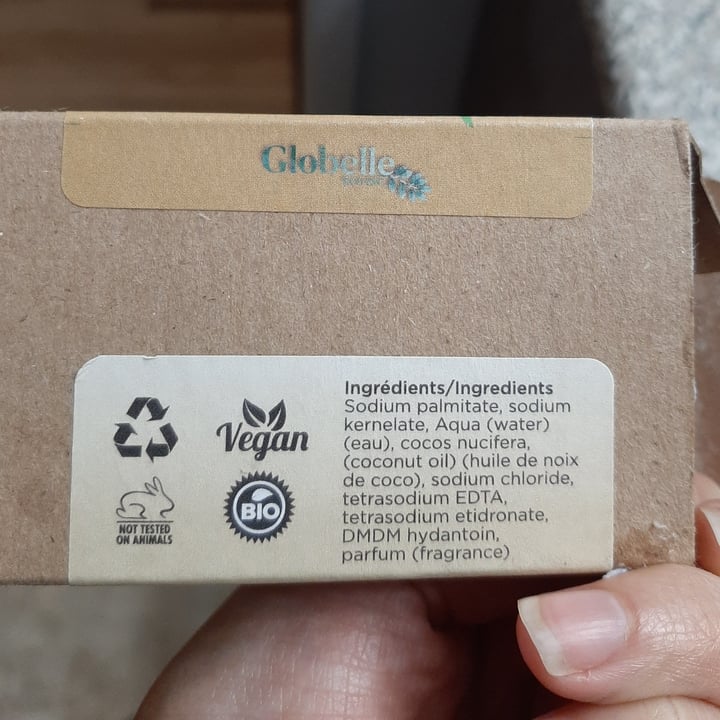 Globelle
Vegan
NOT TESTED
ON ANIMALS
BIO
Ingrédients/Ingredients
Sodium palmitate, sodium
kernelate, Aqua (water)
(eau), cocos nucifera,
(coconut oil) (huile de noix
de coco), sodium chloride,
tetrasodium EDTA,
tetrasodium etidronate,
DMDM hydantoin,
parfum (fragrance)